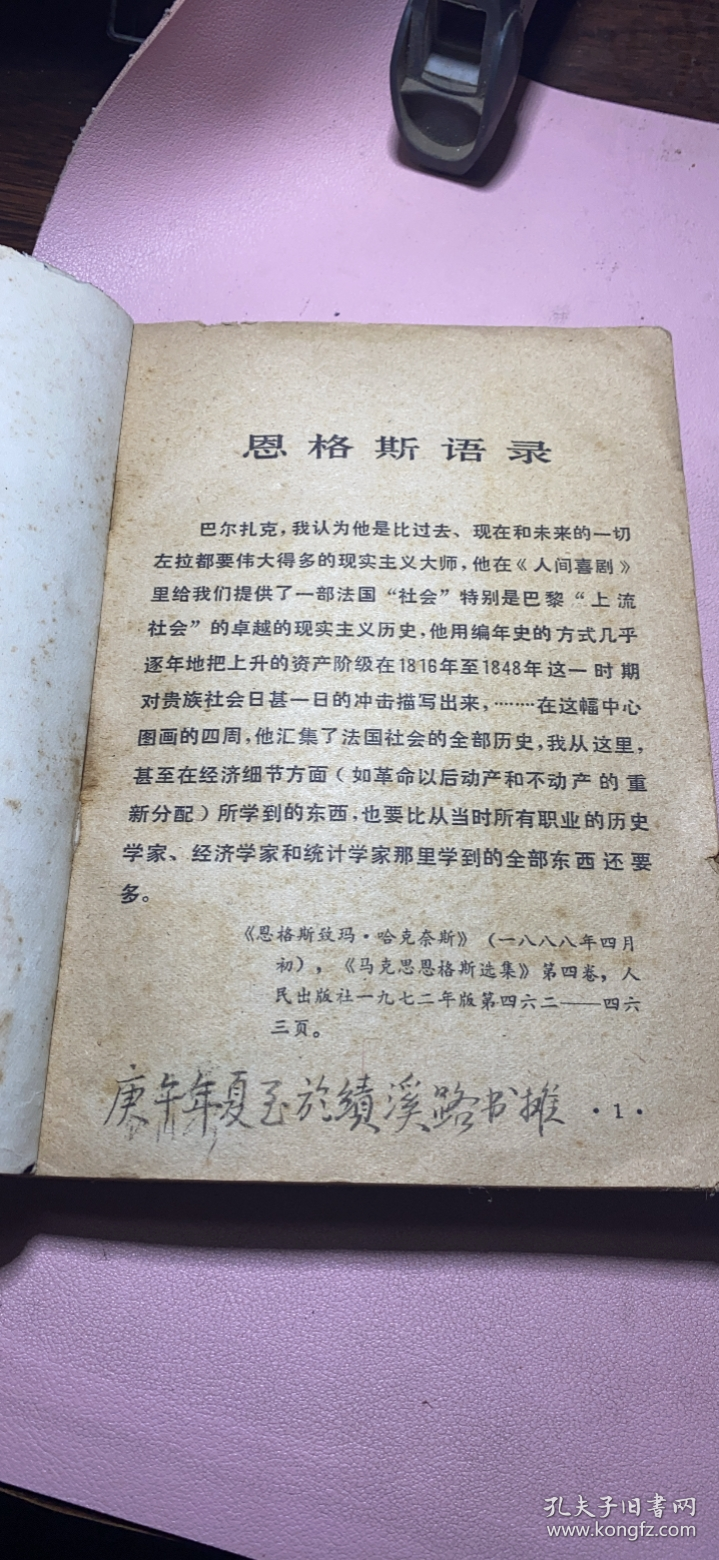 恩格斯语录
巴尔扎克，我认为他是比过去、现在和未来的一切
左拉都要伟大得多的现实主义大师，他在《人间喜剧》
里给我们提供了一部法国“社会”特别是巴黎“上流
社会”的卓越的现实主义历史，他用编年史的方式几乎
逐年地把上升的资产阶级在1816年至1848年这一时期
对贵族社会日甚一日的冲击描写出来，………在这幅中心
图画的四周，他汇集了法国社会的全部历史，我从这里，
甚至在经济细节方面（如革命以后动产和不动产的重
新分配）所学到的东西，也要比从当时所有职业的历史
学家、经济学家和统计学家那里学到的全部东西还要
多。
《恩格斯致玛·哈克奈斯》（一八八八年四月
初），《马克思恩格斯选集》第四卷，人
民出版社一九七二年版第四六二——四六
三页。
庚午年夏至於績溪路书摊
·1·
孔夫子旧書网
www.kongfz.com